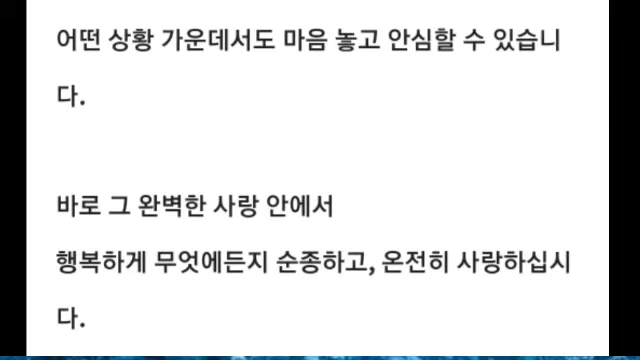 어떤 상황 가운데서도 마음 놓고 안심할 수 있습니
다.
바로 그 완벽한 사랑 안에서
행복하게 무엇에든지 순종하고, 온전히 사랑하십시
다.